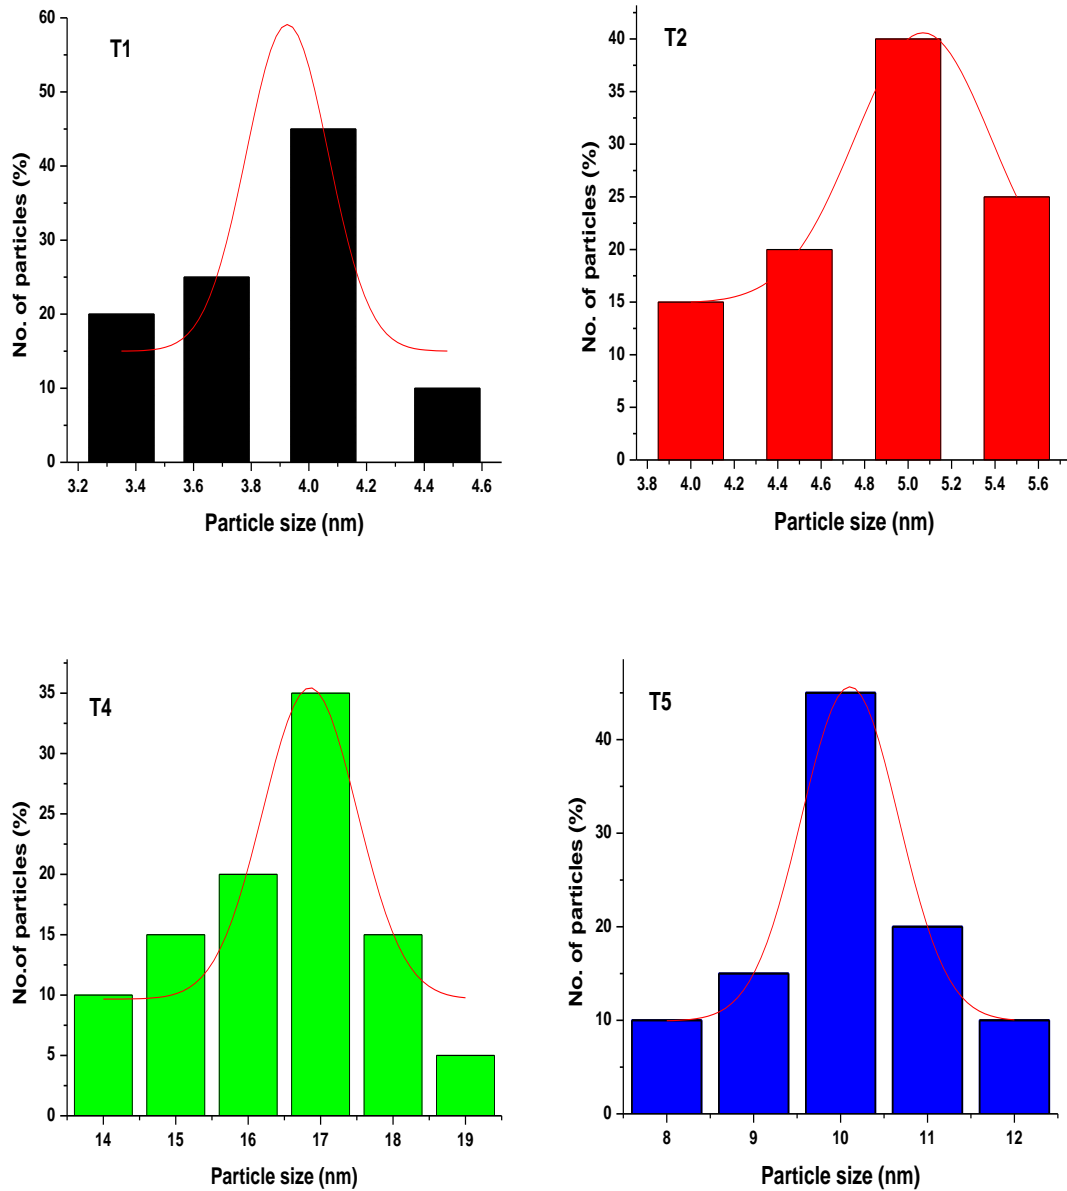 T1
No. of particles (%)
60
50
40
30
20
10
0
3.2 3.4 3.6 3.8 4.0 4.2 4.4 4.6
Particle size (nm)
T2
No. of particles (%)
40
35
30
25
20
15
10
5
0
3.8 4.0 4.2 4.4 4.6 4.8 5.0 5.2 5.4 5.6
Particle size (nm)
T4
No.of particles (%)
35
30
25
20
15
10
5
0
14 15 16 17 18 19
Particle size (nm)
T5
No. of particles (%)
40
30
20
10
0
8 9 10 11 12
Particle size (nm)